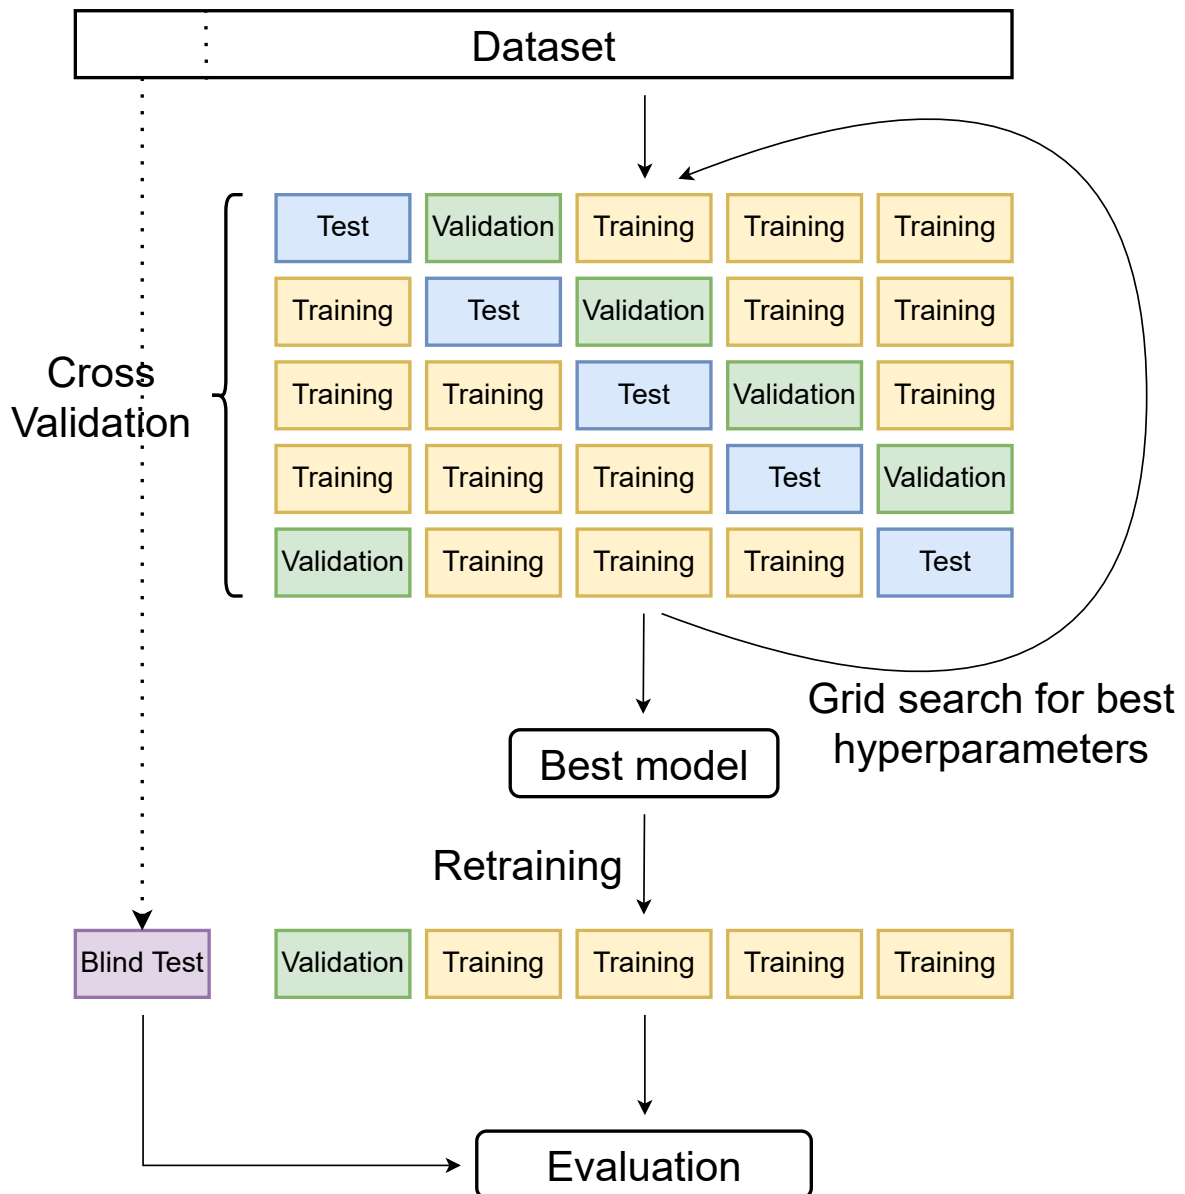 Dataset
Test Validation Training Training Training
Training Test Validation Training Training
Cross
Validation
Training Training Test Validation Training
Training Training Training Test Validation
Validation Training Training Training Test
Grid search for best
hyperparameters
Best model
Retraining
Blind Test Validation Training Training Training Training
Evaluation